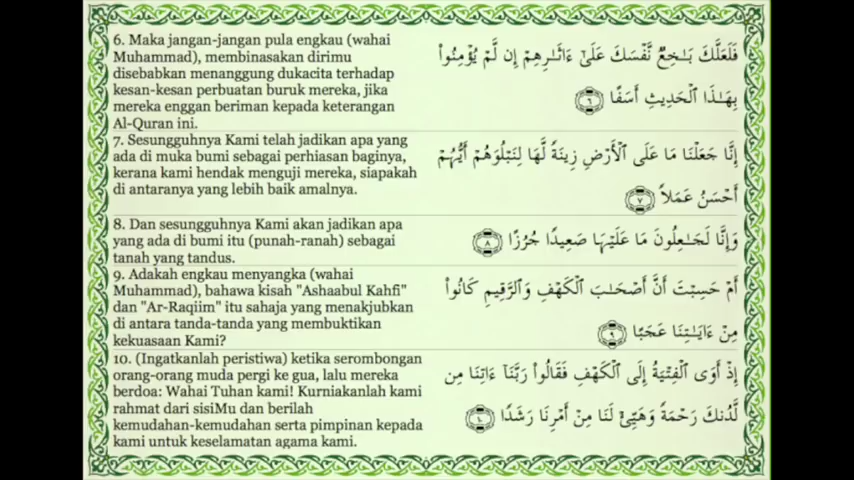 6. Maka jangan-jangan pula engkau (wahai
Muhammad), membinasakan dirimu
disebabkan menanggung dukacita terhadap
kesan-kesan perbuatan buruk mereka, jika
mereka enggan beriman kepada keterangan
Al-Quran ini.
فَلَعَلَّكَ بَـٰخِعٌ نَّفْسَكَ عَلَىٰٓ ءَاثَـٰرِهِمْ إِن لَّمْ يُؤْمِنُوا۟
بِهَـٰذَا ٱلْحَدِيثِ أَسَفًا ٦
7. Sesungguhnya Kami telah jadikan apa yang
ada di muka bumi sebagai perhiasan baginya,
kerana kami hendak menguji mereka, siapakah
di antaranya yang lebih baik amalnya.
إِنَّا جَعَلْنَا مَا عَلَى ٱلْأَرْضِ زِينَةً لَّهَا لِنَبْلُوَهُمْ أَيُّهُمْ
أَحْسَنُ عَمَلًا ٧
8. Dan sesungguhnya Kami akan jadikan apa
yang ada di bumi itu (punah-ranah) sebagai
tanah yang tandus.
وَإِنَّا لَجَـٰعِلُونَ مَا عَلَيْهَا صَعِيدًا جُرُزًا ٨
9. Adakah engkau menyangka (wahai
Muhammad), bahawa kisah "Ashaabul Kahfi"
dan "Ar-Raqiim" itu sahaja yang menakjubkan
di antara tanda-tanda yang membuktikan
kekuasaan Kami?
أَمْ حَسِبْتَ أَنَّ أَصْحَـٰبَ ٱلْكَهْفِ وَٱلرَّقِيمِ كَانُوا۟
مِنْ ءَايَـٰتِنَا عَجَبًا ٩
10. (Ingatkanlah peristiwa) ketika serombongan
orang-orang muda pergi ke gua, lalu mereka
berdoa: Wahai Tuhan kami! Kurniakanlah kami
rahmat dari sisiMu dan berilah
kemudahan-kemudahan serta pimpinan kepada
kami untuk keselamatan agama kami.
إِذْ أَوَى ٱلْفِتْيَةُ إِلَى ٱلْكَهْفِ فَقَالُوا۟ رَبَّنَآ ءَاتِنَا مِن
لَّدُنكَ رَحْمَةً وَهَيِّئْ لَنَا مِنْ أَمْرِنَا رَشَدًا ١٠